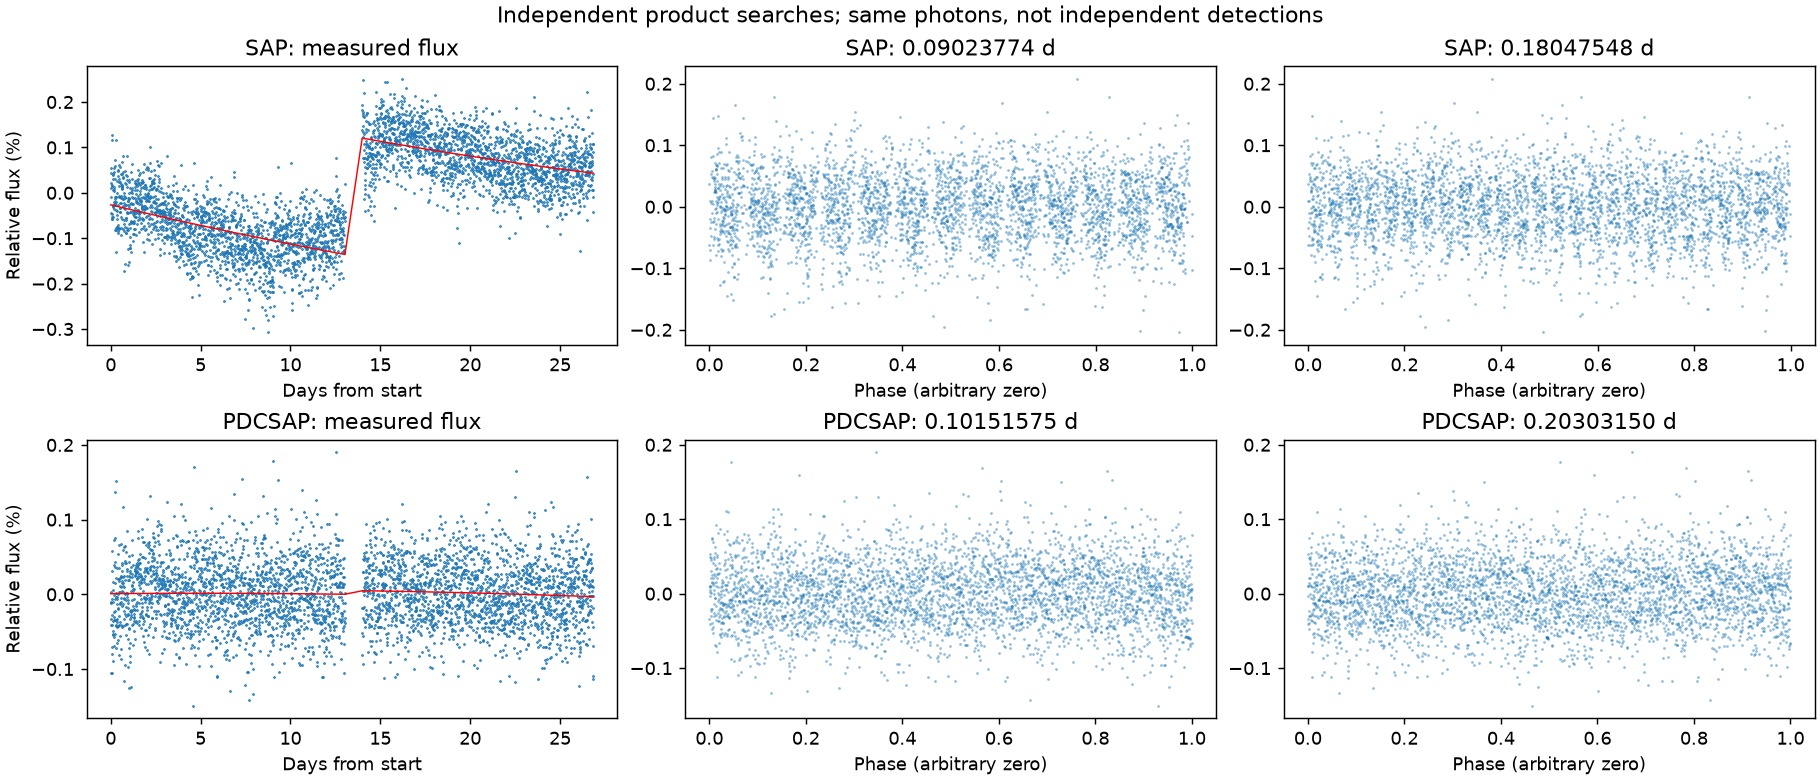 Independent product searches; same photons, not independent detections
SAP: measured flux
SAP: 0.09023774 d
SAP: 0.18047548 d
Relative flux (%)
0.2
0.1
0.0
−0.1
−0.2
−0.3
0.2
0.1
0.0
−0.1
−0.2
0.2
0.1
0.0
−0.1
−0.2
0 5 10 15 20 25
0.0 0.2 0.4 0.6 0.8 1.0
0.0 0.2 0.4 0.6 0.8 1.0
Days from start
Phase (arbitrary zero)
Phase (arbitrary zero)
PDCSAP: measured flux
PDCSAP: 0.10151575 d
PDCSAP: 0.20303150 d
Relative flux (%)
0.2
0.1
0.0
−0.1
0.2
0.1
0.0
−0.1
0.2
0.1
0.0
−0.1
0 5 10 15 20 25
0.0 0.2 0.4 0.6 0.8 1.0
0.0 0.2 0.4 0.6 0.8 1.0
Days from start
Phase (arbitrary zero)
Phase (arbitrary zero)